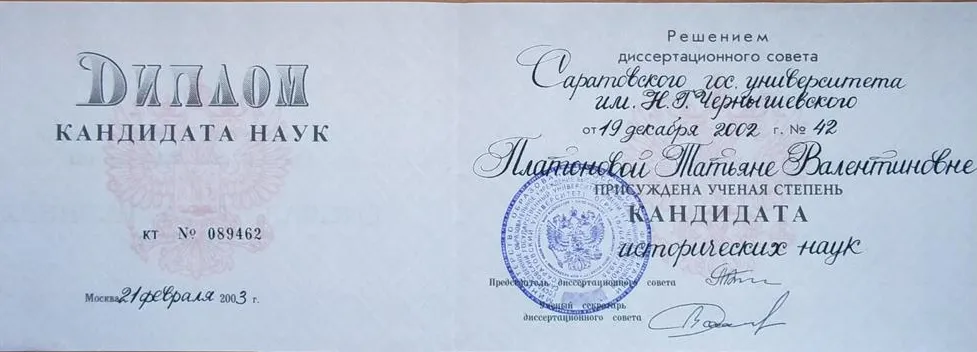 ДИПЛОМ
КАНДИДАТА НАУК
КТ № 089462
Москва 21 февраля 2003 г.
Решением
диссертационного совета
Саратовского гос. университета
им. Н.Г. Чернышевского
от 19 декабря 2002 г. № 42
Платоновой Татьяне Валентиновне
ПРИСУЖДЕНА УЧЕНАЯ СТЕПЕНЬ
КАНДИДАТА
исторических наук
Председатель диссертационного совета
Ученый секретарь
диссертационного совета